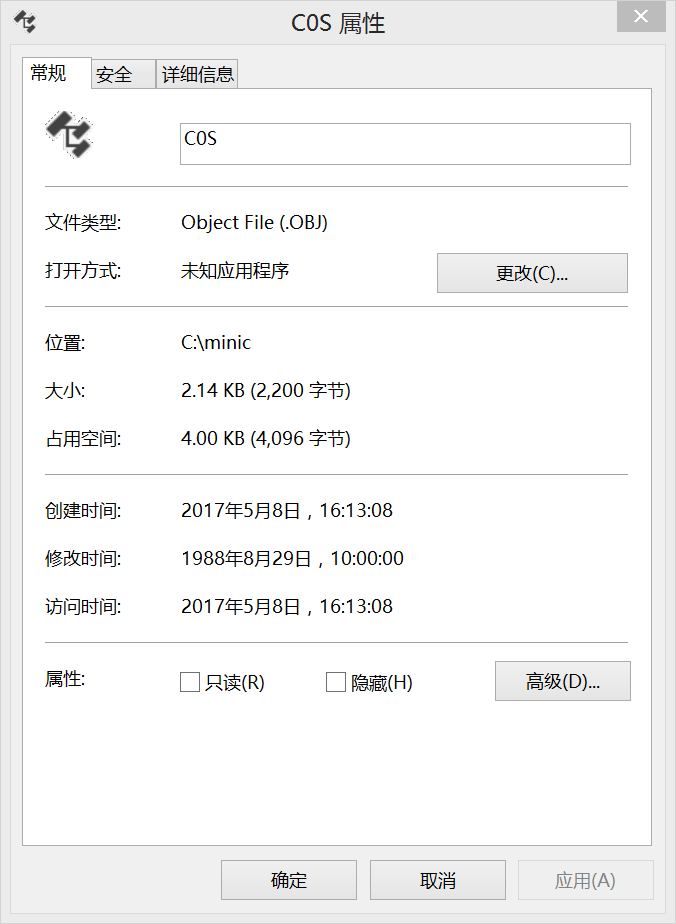 C0S 属性
常规 安全 详细信息
C0S
文件类型: Object File (.OBJ)
打开方式: 未知应用程序 更改(C)...
位置: C:\minic
大小: 2.14 KB (2,200 字节)
占用空间: 4.00 KB (4,096 字节)
创建时间: 2017年5月8日，16:13:08
修改时间: 1988年8月29日，10:00:00
访问时间: 2017年5月8日，16:13:08
属性: 只读(R) 隐藏(H) 高级(D)...
确定 取消 应用(A)